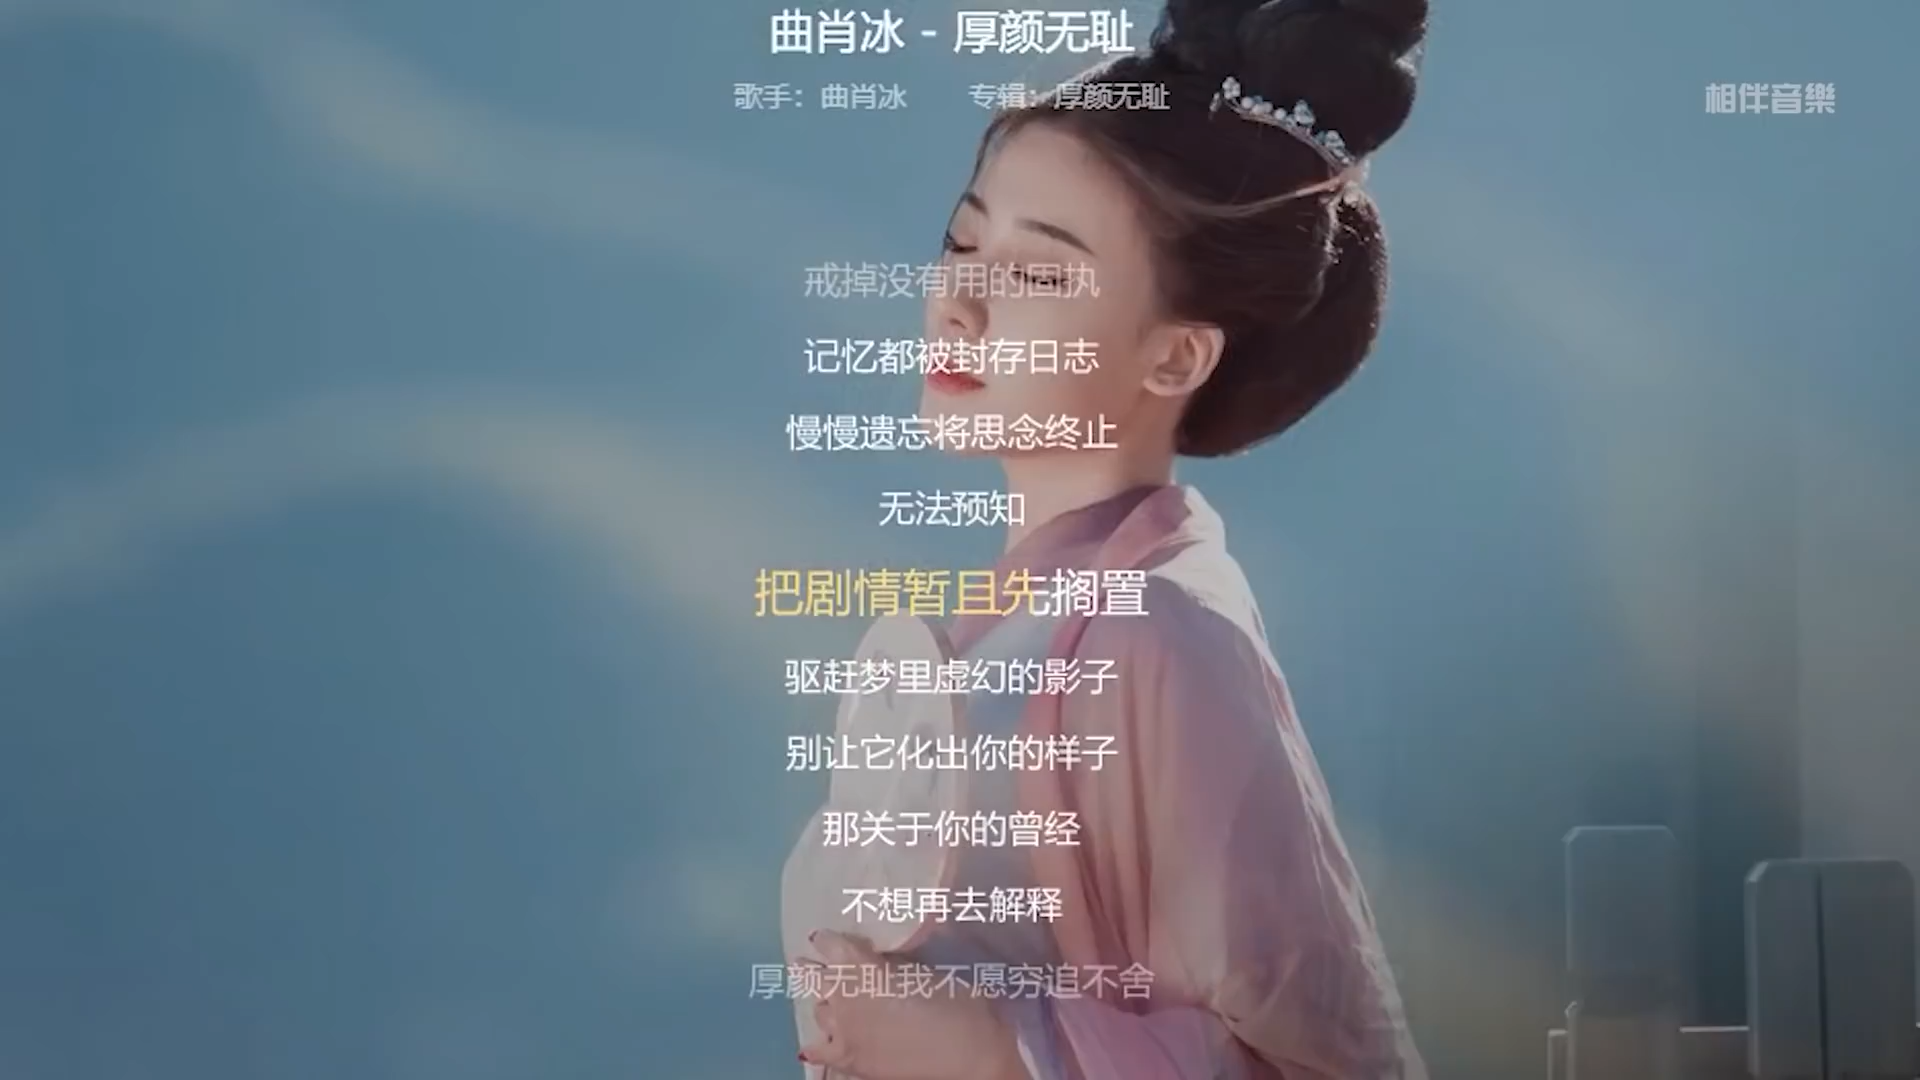 曲肖冰 - 厚颜无耻
歌手：曲肖冰 专辑：厚颜无耻
相伴音樂
戒掉没有用的固执
记忆都被封存日志
慢慢遗忘将思念终止
无法预知
把剧情暂且先搁置
驱赶梦里虚幻的影子
别让它化出你的样子
那关于你的曾经
不想再去解释
厚颜无耻我不愿穷追不舍